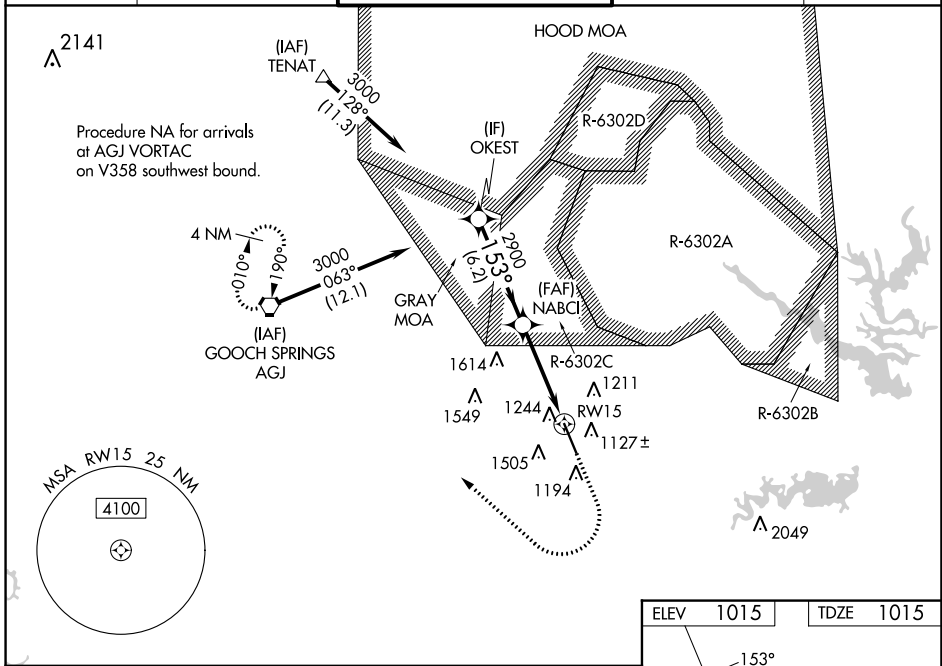 2141
HOOD MOA
(IAF)
TENAT
3000
128°
(11.3)
R-6302D
Procedure NA for arrivals
at AGJ VORTAC
on V358 southwest bound.
(IF)
OKEST
4 NM
010°
190°
3000
063°
(12.1)
2900
153°
(6.2)
R-6302A
GRAY
MOA
(FAF)
NABCI
(IAF)
GOOCH SPRINGS
AGJ
1614
R-6302C
1549
1211
1244
RW15
R-6302B
1127±
1505
1194
MSA RW15 25 NM
4100
2049
ELEV 1015
TDZE 1015
153°